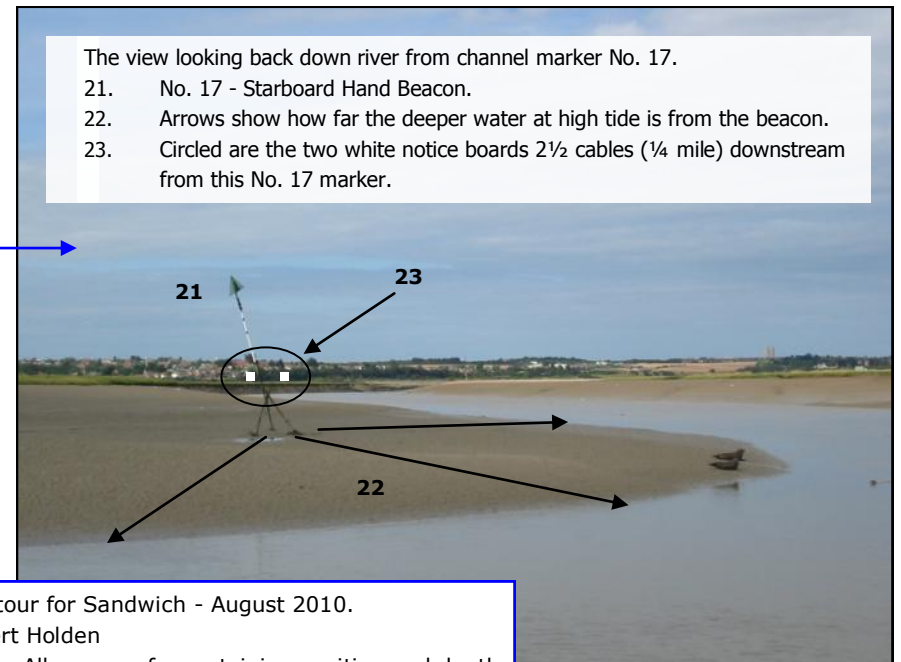 The view looking back down river from channel marker No. 17.
21. No. 17 - Starboard Hand Beacon.
22. Arrows show how far the deeper water at high tide is from the beacon.
23. Circled are the two white notice boards 2½ cables (¼ mile) downstream
from this No. 17 marker.
23
21
22
tour for Sandwich - August 2010.
ert Holden